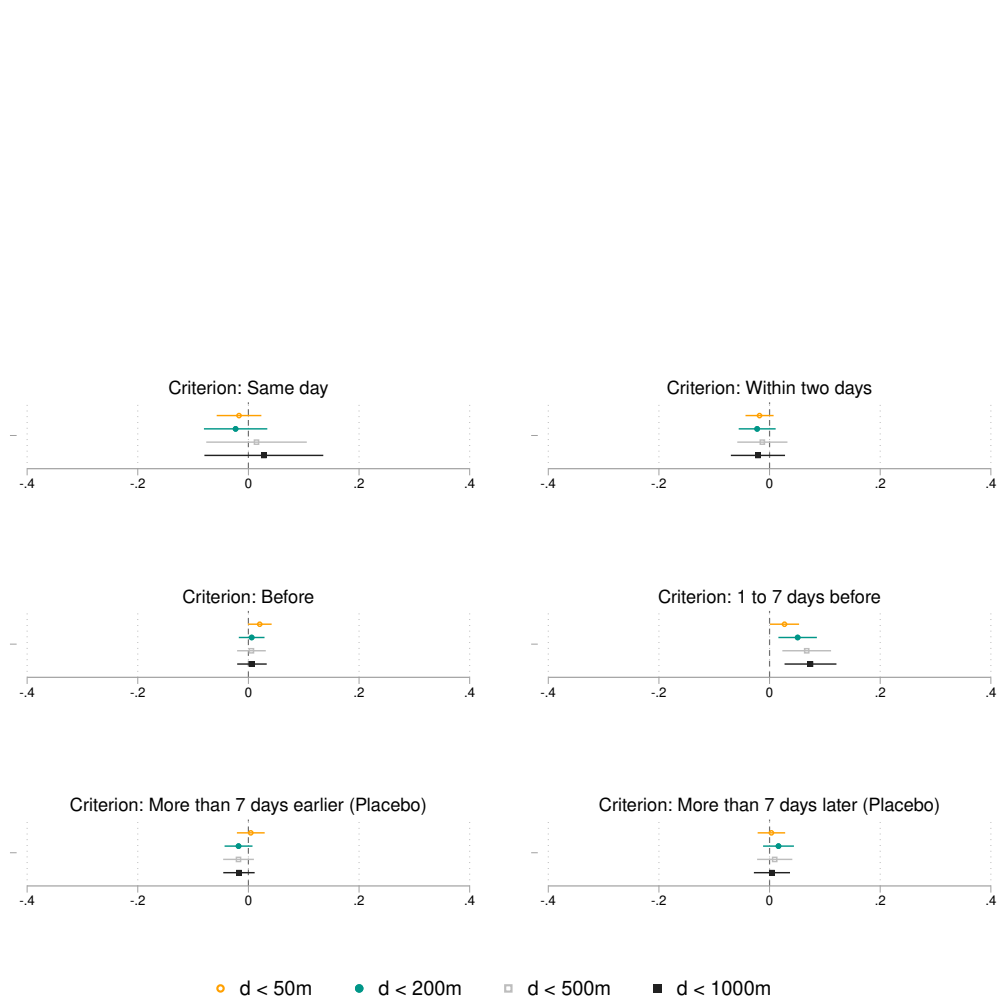 Criterion: Same day
Criterion: Within two days
-.4 -.2 0 .2 .4
-.4 -.2 0 .2 .4
Criterion: Before
Criterion: 1 to 7 days before
-.4 -.2 0 .2 .4
-.4 -.2 0 .2 .4
Criterion: More than 7 days earlier (Placebo)
Criterion: More than 7 days later (Placebo)
-.4 -.2 0 .2 .4
-.4 -.2 0 .2 .4
d < 50m d < 200m d < 500m d < 1000m